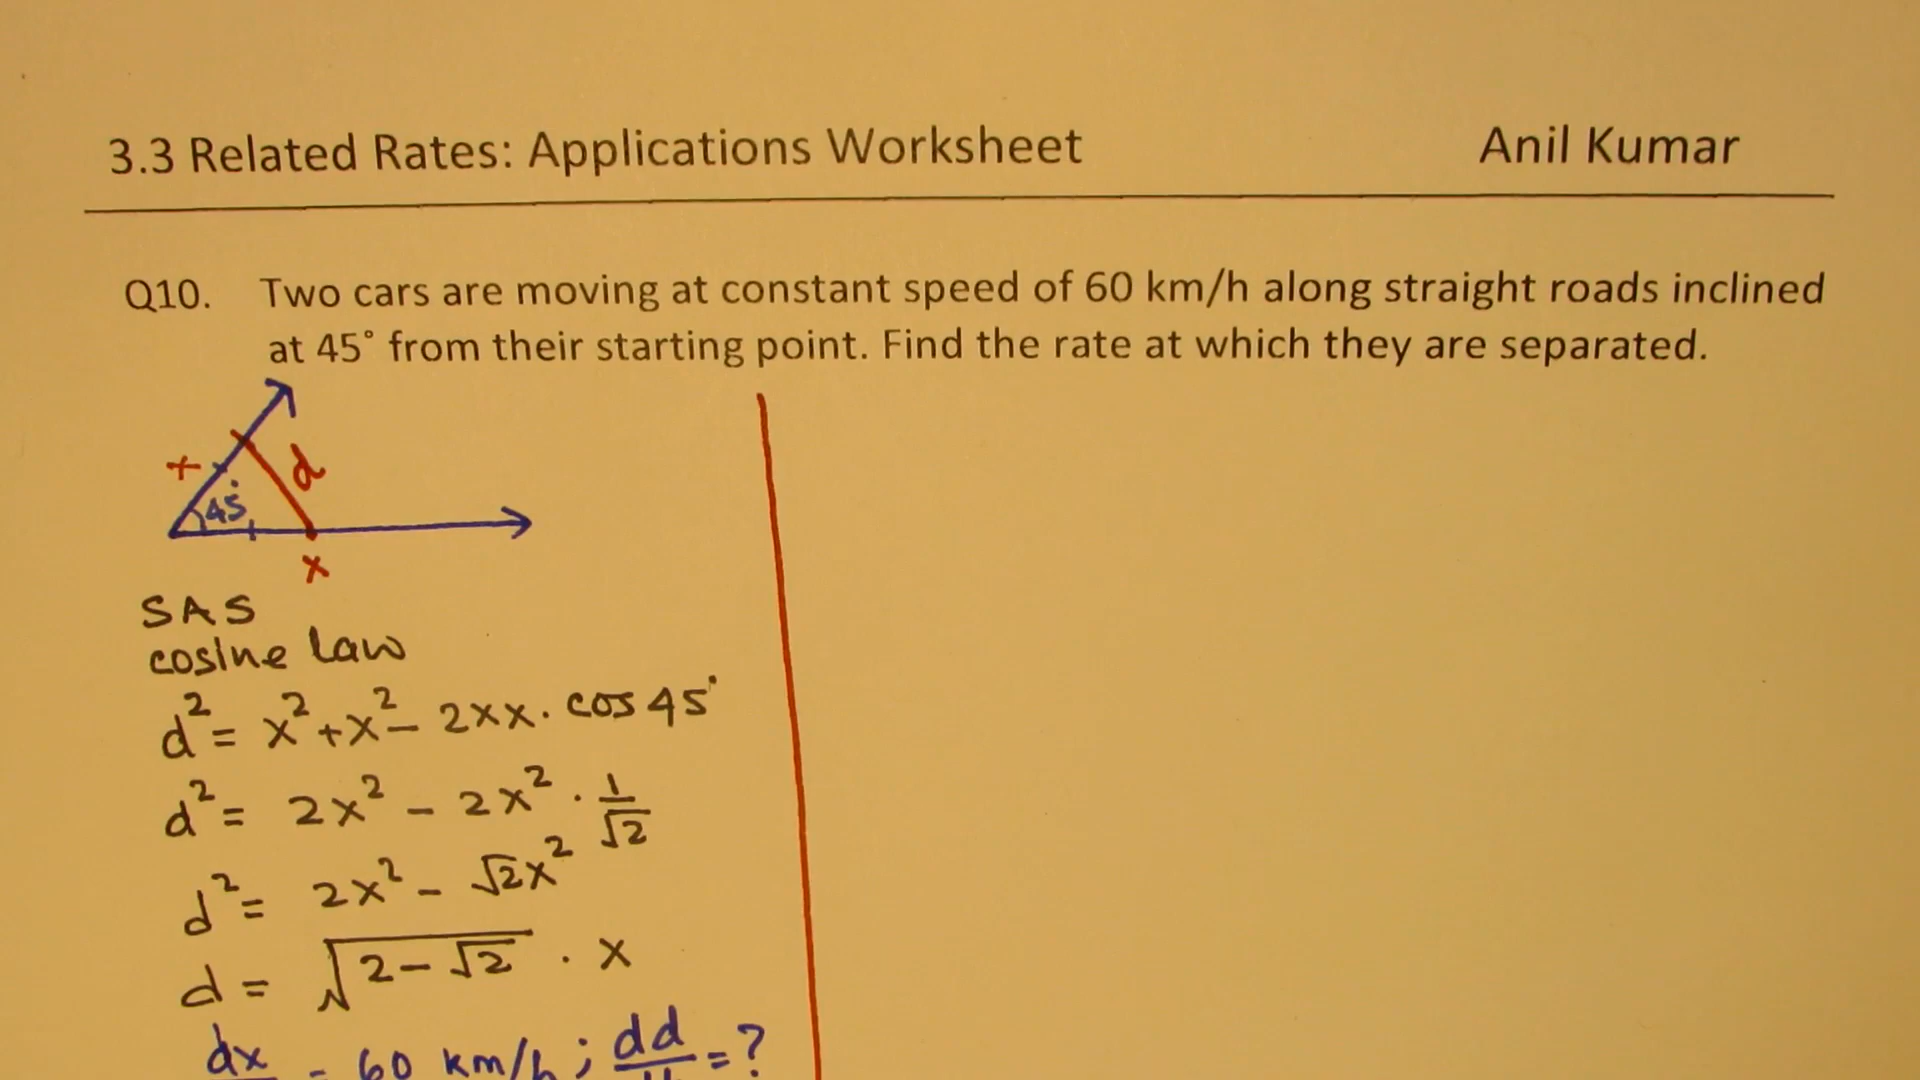 3.3 Related Rates: Applications Worksheet Anil Kumar
Q10. Two cars are moving at constant speed of 60 km/h along straight roads inclined
at 45° from their starting point. Find the rate at which they are separated.
x d
45°
x
SAS
cosine Law
d² = x² + x² - 2xx. cos 45°
d² = 2x² - 2x² · 1/√2
d² = 2x² - √2x²
d = √(2-√2) · x
dx = 60 km/h ; dd = ?